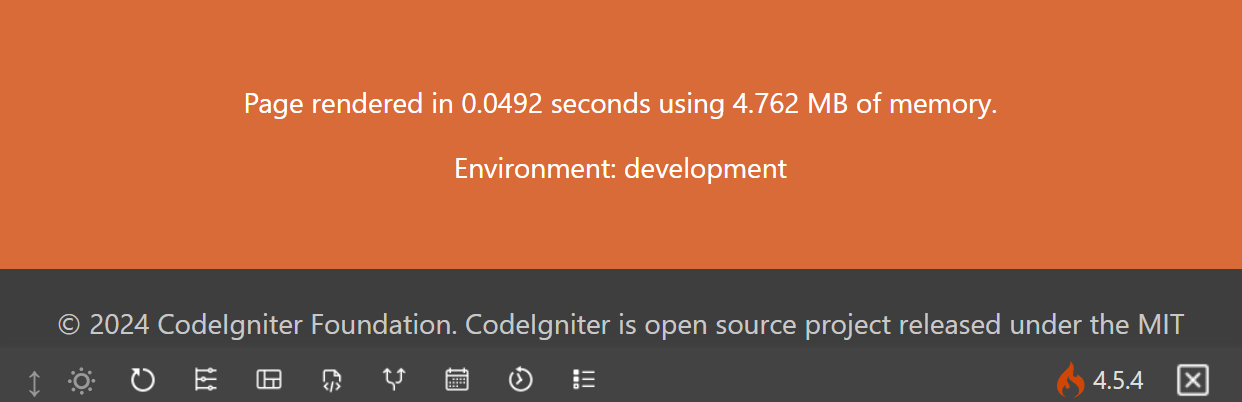 Page rendered in 0.0492 seconds using 4.762 MB of memory.
Environment: development
© 2024 CodeIgniter Foundation. CodeIgniter is open source project released under the MIT
4.5.4